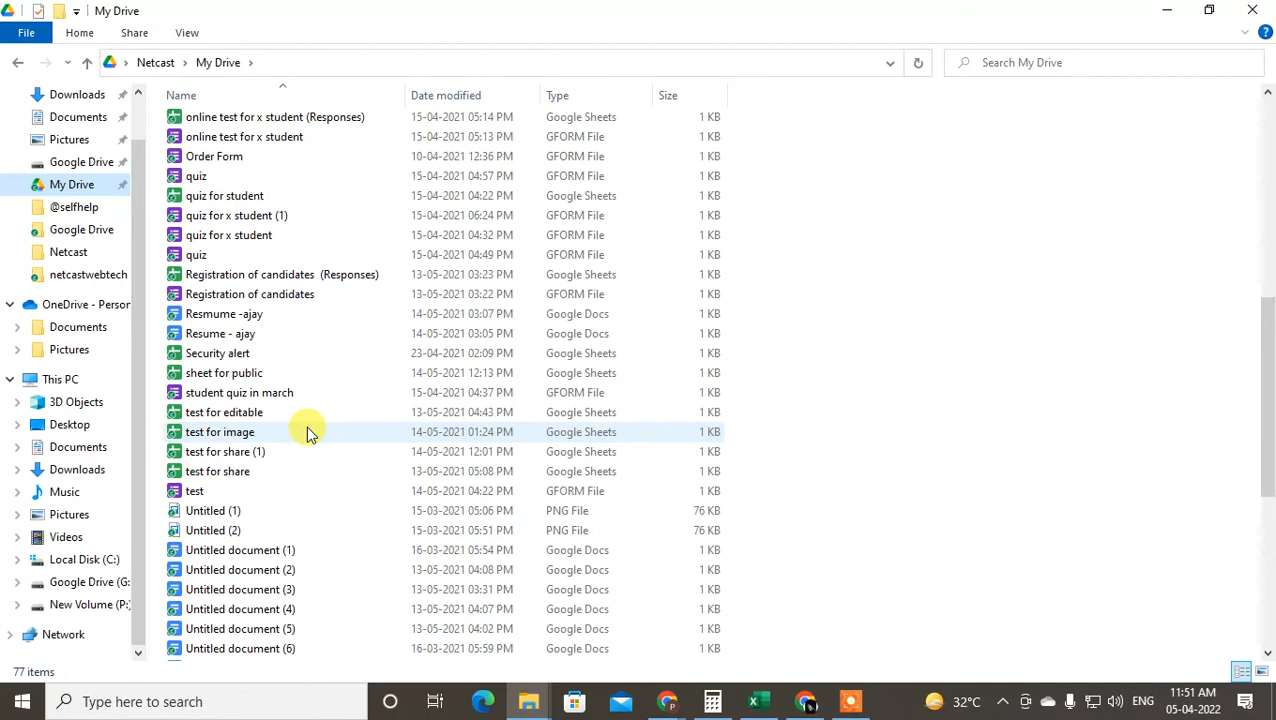 My Drive
File Home Share View
Netcast My Drive Search My Drive
Name Date modified Type Size
Downloads
Documents
Pictures
Google Drive
My Drive
@selfhelp
Google Drive
Netcast
netcastwebtech
OneDrive - Person
Documents
Pictures
This PC
3D Objects
Desktop
Documents
Downloads
Music
Pictures
Videos
Local Disk (C:)
Google Drive (G:
New Volume (P:)
Network
online test for x student (Responses) 15-04-2021 05:14 PM Google Sheets 1 KB
online test for x student 15-04-2021 05:13 PM GFORM File 1 KB
Order Form 10-04-2021 12:36 PM GFORM File 1 KB
quiz 15-04-2021 04:57 PM GFORM File 1 KB
quiz for student 15-04-2021 04:22 PM Google Sheets 1 KB
quiz for x student (1) 15-04-2021 06:24 PM GFORM File 1 KB
quiz for x student 15-04-2021 04:32 PM GFORM File 1 KB
quiz 15-04-2021 04:49 PM GFORM File 1 KB
Registration of candidates (Responses) 13-05-2021 03:23 PM Google Sheets 1 KB
Registration of candidates 13-05-2021 03:22 PM GFORM File 1 KB
Resmume -ajay 14-05-2021 03:07 PM Google Docs 1 KB
Resume - ajay 14-05-2021 03:05 PM Google Docs 1 KB
Security alert 23-04-2021 02:09 PM Google Sheets 1 KB
sheet for public 14-05-2021 12:13 PM Google Sheets 1 KB
student quiz in march 15-04-2021 04:37 PM GFORM File 1 KB
test for editable 13-05-2021 04:43 PM Google Sheets 1 KB
test for image 14-05-2021 01:24 PM Google Sheets 1 KB
test for share (1) 14-05-2021 12:01 PM Google Sheets 1 KB
test for share 13-05-2021 05:08 PM Google Sheets 1 KB
test 14-05-2021 04:22 PM GFORM File 1 KB
Untitled (1) 15-03-2021 05:06 PM PNG File 76 KB
Untitled (2) 15-03-2021 05:51 PM PNG File 76 KB
Untitled document (1) 16-03-2021 05:54 PM Google Docs 1 KB
Untitled document (2) 13-05-2021 04:08 PM Google Docs 1 KB
Untitled document (3) 13-05-2021 03:31 PM Google Docs 1 KB
Untitled document (4) 13-05-2021 04:07 PM Google Docs 1 KB
Untitled document (5) 13-05-2021 04:02 PM Google Docs 1 KB
Untitled document (6) 16-03-2021 05:59 PM Google Docs 1 KB
77 items
Type here to search 32°C ENG 11:51 AM
05-04-2022